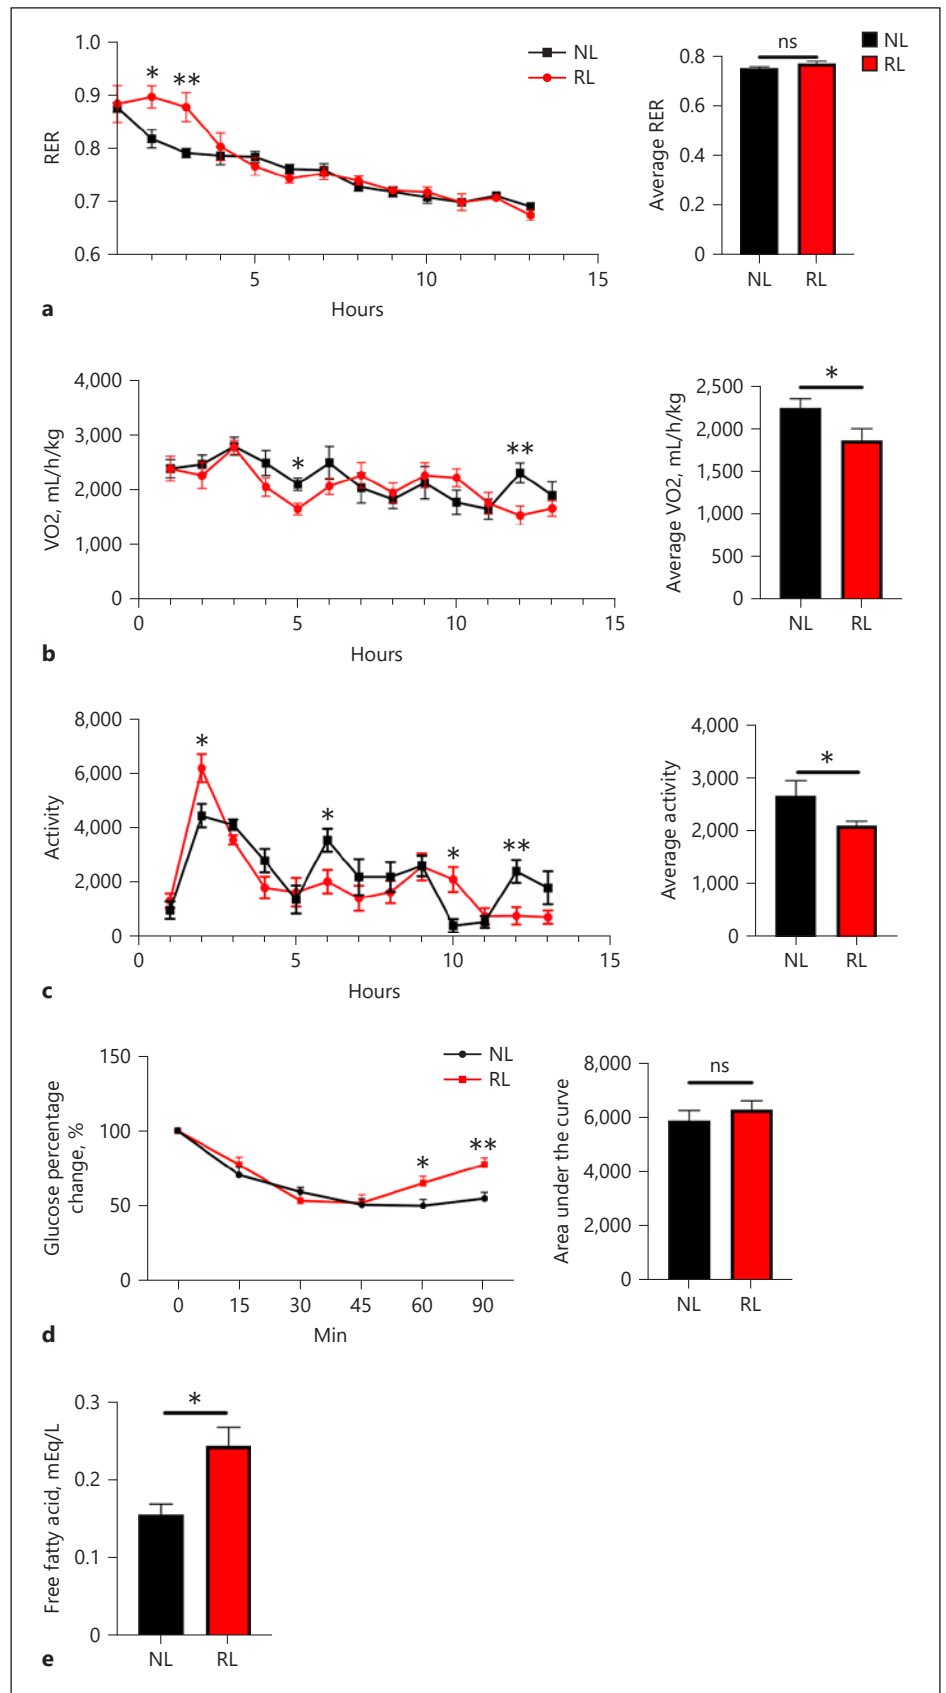 1.0
0.9
0.8
0.7
0.6
RER
*
**
NL
RL
5
10
15
Hours
0.8
0.6
0.4
0.2
0
Average RER
ns
NL
RL
NL
RL
a
4,000
3,000
2,000
1,000
0
VO2, mL/h/kg
*
**
0
5
10
15
Hours
2,500
2,000
1,500
1,000
500
0
Average VO2, mL/h/kg
*
NL
RL
b
8,000
6,000
4,000
2,000
0
Activity
*
*
*
**
0
5
10
15
Hours
4,000
3,000
2,000
1,000
0
Average activity
*
NL
RL
c
150
100
50
0
Glucose percentage
change, %
NL
RL
*
**
0
15
30
45
60
90
Min
8,000
6,000
4,000
2,000
0
Area under the curve
ns
NL
RL
d
0.3
0.2
0.1
0
Free fatty acid, mEq/L
*
NL
RL
e